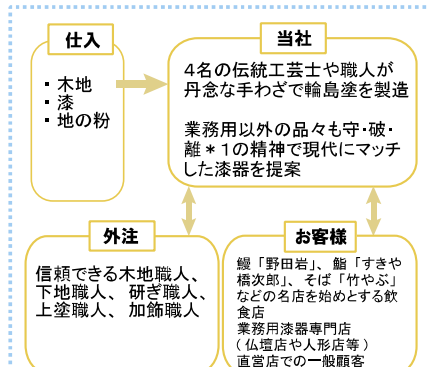 仕入
・木地
・漆
・地の粉
当社
4名の伝統工芸士や職人が
丹念な手わざで輪島塗を製造
業務用以外の品々も守・破・
離＊1の精神で現代にマッチ
した漆器を提案
外注
信頼できる木地職人、
下地職人、研ぎ職人、
上塗職人、加飾職人
お客様
鰻「野田岩」、鮨「すきや
橋次郎」、そば「竹やぶ」
などの名店を始めとする飲
食店
業務用漆器専門店
（仏壇店や人形店等）
直営店での一般顧客